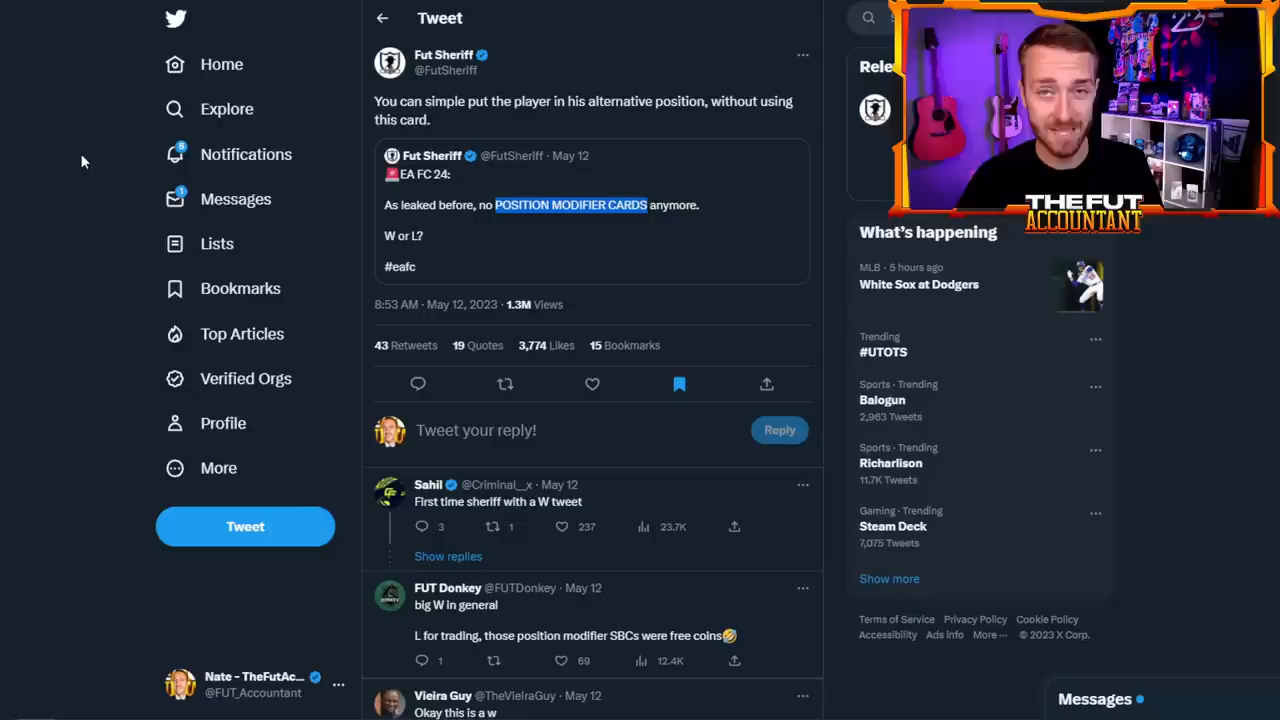 Home
Explore
6
Notifications
1
Messages
Lists
Bookmarks
Top Articles
Verified Orgs
Profile
More
Tweet
Nate - TheFutAc...
@FUT_Accountant
Tweet
Fut Sheriff
@FutSheriff
You can simple put the player in his alternative position, without using
this card.
Fut Sheriff @FutSheriff · May 12
🚨EA FC 24:
As leaked before, no POSITION MODIFIER CARDS anymore.
W or L?
#eafc
8:53 AM · May 12, 2023 · 1.3M Views
43 Retweets 19 Quotes 3,774 Likes 15 Bookmarks
Tweet your reply!
Reply
Sahil @Criminal__x · May 12
First time sheriff with a W tweet
3 1 237 23.7K
Show replies
FUT Donkey @FUTDonkey · May 12
big W in general
L for trading, those position modifier SBCs were free coins🤣
1 69 12.4K
Vieira Guy @TheVieIraGuy · May 12
Okay this is a w
Rele
THE FUT
ACCOUNTANT
What's happening
MLB · 5 hours ago
White Sox at Dodgers
Trending
#UTOTS
Sports · Trending
Balogun
2,963 Tweets
Sports · Trending
Richarlison
11.7K Tweets
Gaming · Trending
Steam Deck
7,075 Tweets
Show more
Terms of Service Privacy Policy Cookie Policy
Accessibility Ads info More ··· © 2023 X Corp.
Messages